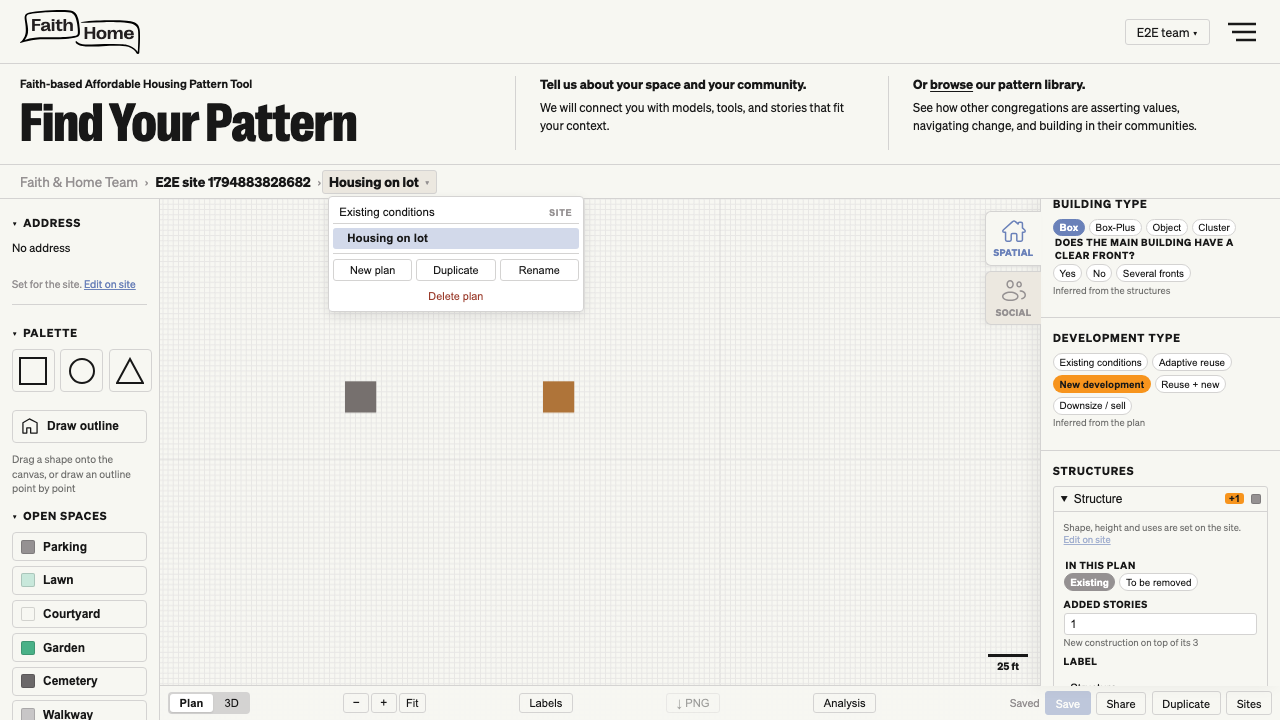 Faith
Home
E2E team ▾
Faith-based Affordable Housing Pattern Tool
Find Your Pattern
Tell us about your space and your community.
We will connect you with models, tools, and stories that fit
your context.
Or browse our pattern library.
See how other congregations are asserting values,
navigating change, and building in their communities.
Faith & Home Team › E2E site 1794883828682 › Housing on lot ▾
Existing conditions SITE
Housing on lot
New plan Duplicate Rename
Delete plan
▾ ADDRESS
No address
Set for the site. Edit on site
▾ PALETTE
Draw outline
Drag a shape onto the
canvas, or draw an outline
point by point
▾ OPEN SPACES
Parking
Lawn
Courtyard
Garden
Cemetery
Walkway
SPATIAL
SOCIAL
25 ft
BUILDING TYPE
Box Box-Plus Object Cluster
DOES THE MAIN BUILDING HAVE A
CLEAR FRONT?
Yes No Several fronts
Inferred from the structures
DEVELOPMENT TYPE
Existing conditions Adaptive reuse
New development Reuse + new
Downsize / sell
Inferred from the plan
STRUCTURES
▼ Structure +1
Shape, height and uses are set on the site.
Edit on site
IN THIS PLAN
Existing To be removed
ADDED STORIES
1
New construction on top of its 3
LABEL
Plan 3D − + Fit Labels ↓ PNG Analysis Saved Save Share Duplicate Sites